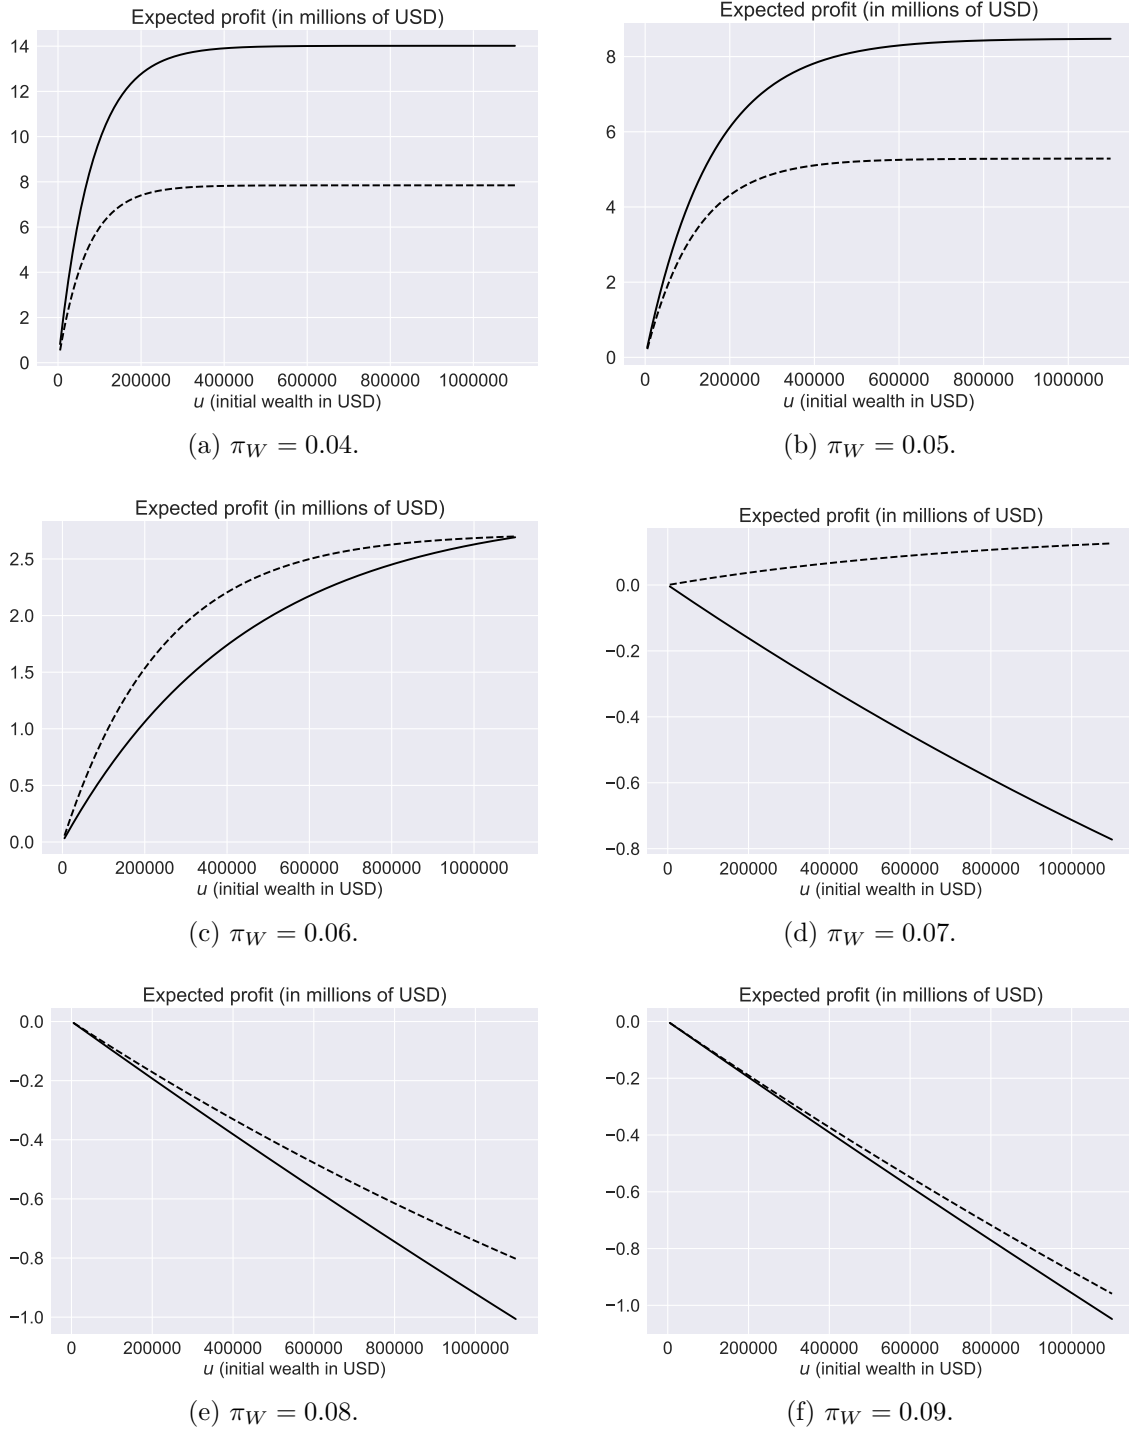 Expected profit (in millions of USD)
14
12
10
8
6
4
2
0
0 200000 400000 600000 800000 1000000
u (initial wealth in USD)
(a) π_W = 0.04.
Expected profit (in millions of USD)
8
6
4
2
0
0 200000 400000 600000 800000 1000000
u (initial wealth in USD)
(b) π_W = 0.05.
Expected profit (in millions of USD)
2.5
2.0
1.5
1.0
0.5
0.0
0 200000 400000 600000 800000 1000000
u (initial wealth in USD)
(c) π_W = 0.06.
Expected profit (in millions of USD)
0.0
−0.2
−0.4
−0.6
−0.8
0 200000 400000 600000 800000 1000000
u (initial wealth in USD)
(d) π_W = 0.07.
Expected profit (in millions of USD)
0.0
−0.2
−0.4
−0.6
−0.8
−1.0
0 200000 400000 600000 800000 1000000
u (initial wealth in USD)
(e) π_W = 0.08.
Expected profit (in millions of USD)
0.0
−0.2
−0.4
−0.6
−0.8
−1.0
0 200000 400000 600000 800000 1000000
u (initial wealth in USD)
(f) π_W = 0.09.